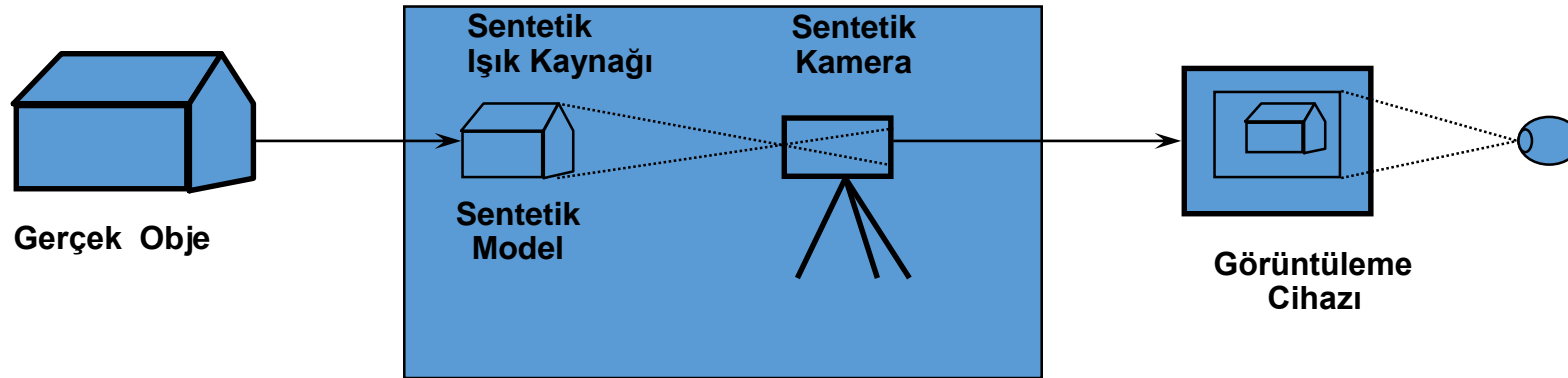 Sentetik
Işık Kaynağı
Sentetik
Kamera
Gerçek Obje
Sentetik
Model
Görüntüleme
Cihazı